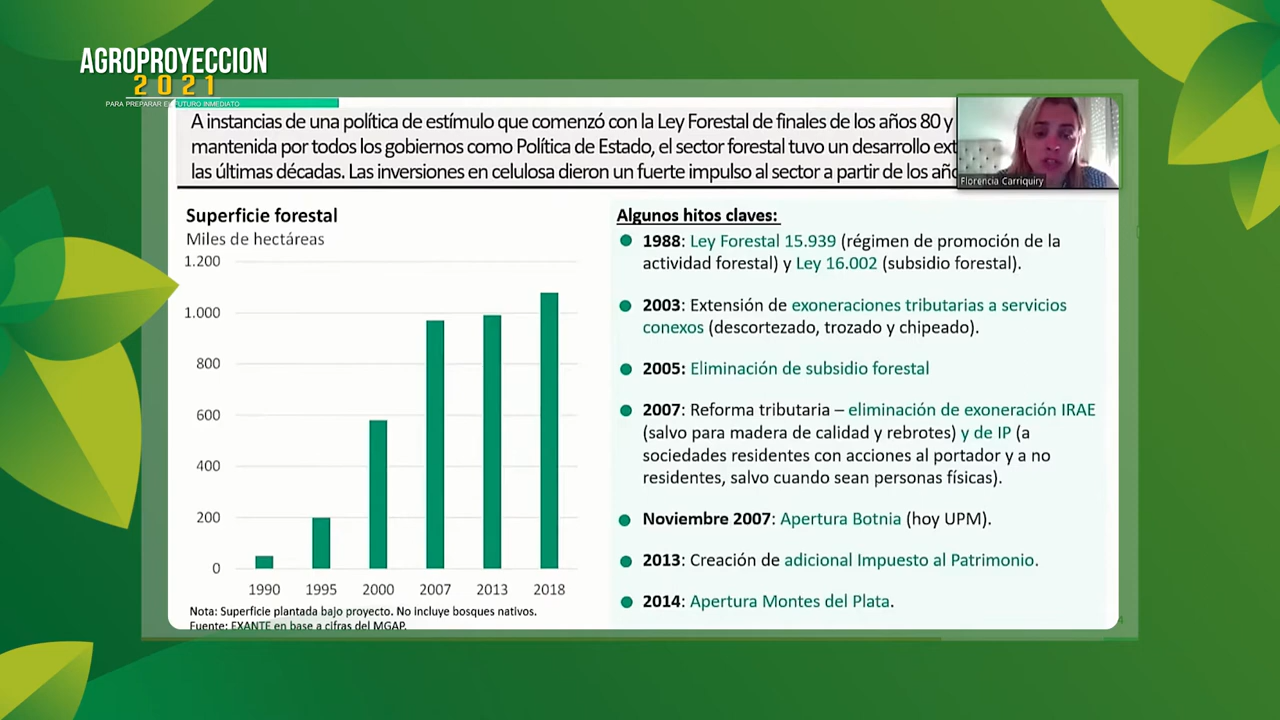 AGROPROYECCION
2021
PARA PREPARAR EL FUTURO INMEDIATO
A instancias de una política de estímulo que comenzó con la Ley Forestal de finales de los años 80 y
mantenida por todos los gobiernos como Política de Estado, el sector forestal tuvo un desarrollo ext
las últimas décadas. Las inversiones en celulosa dieron un fuerte impulso al sector a partir de los año
Florencia Carriquiry
Superficie forestal
Miles de hectáreas
1.200
1.000
800
600
400
200
0
1990 1995 2000 2007 2013 2018
Nota: Superficie plantada bajo proyecto. No incluye bosques nativos.
Fuente: EXANTE en base a cifras del MGAP.
Algunos hitos claves:
1988: Ley Forestal 15.939 (régimen de promoción de la
actividad forestal) y Ley 16.002 (subsidio forestal).
2003: Extensión de exoneraciones tributarias a servicios
conexos (descortezado, trozado y chipeado).
2005: Eliminación de subsidio forestal
2007: Reforma tributaria – eliminación de exoneración IRAE
(salvo para madera de calidad y rebrotes) y de IP (a
sociedades residentes con acciones al portador y a no
residentes, salvo cuando sean personas físicas).
Noviembre 2007: Apertura Botnia (hoy UPM).
2013: Creación de adicional Impuesto al Patrimonio.
2014: Apertura Montes del Plata.
4